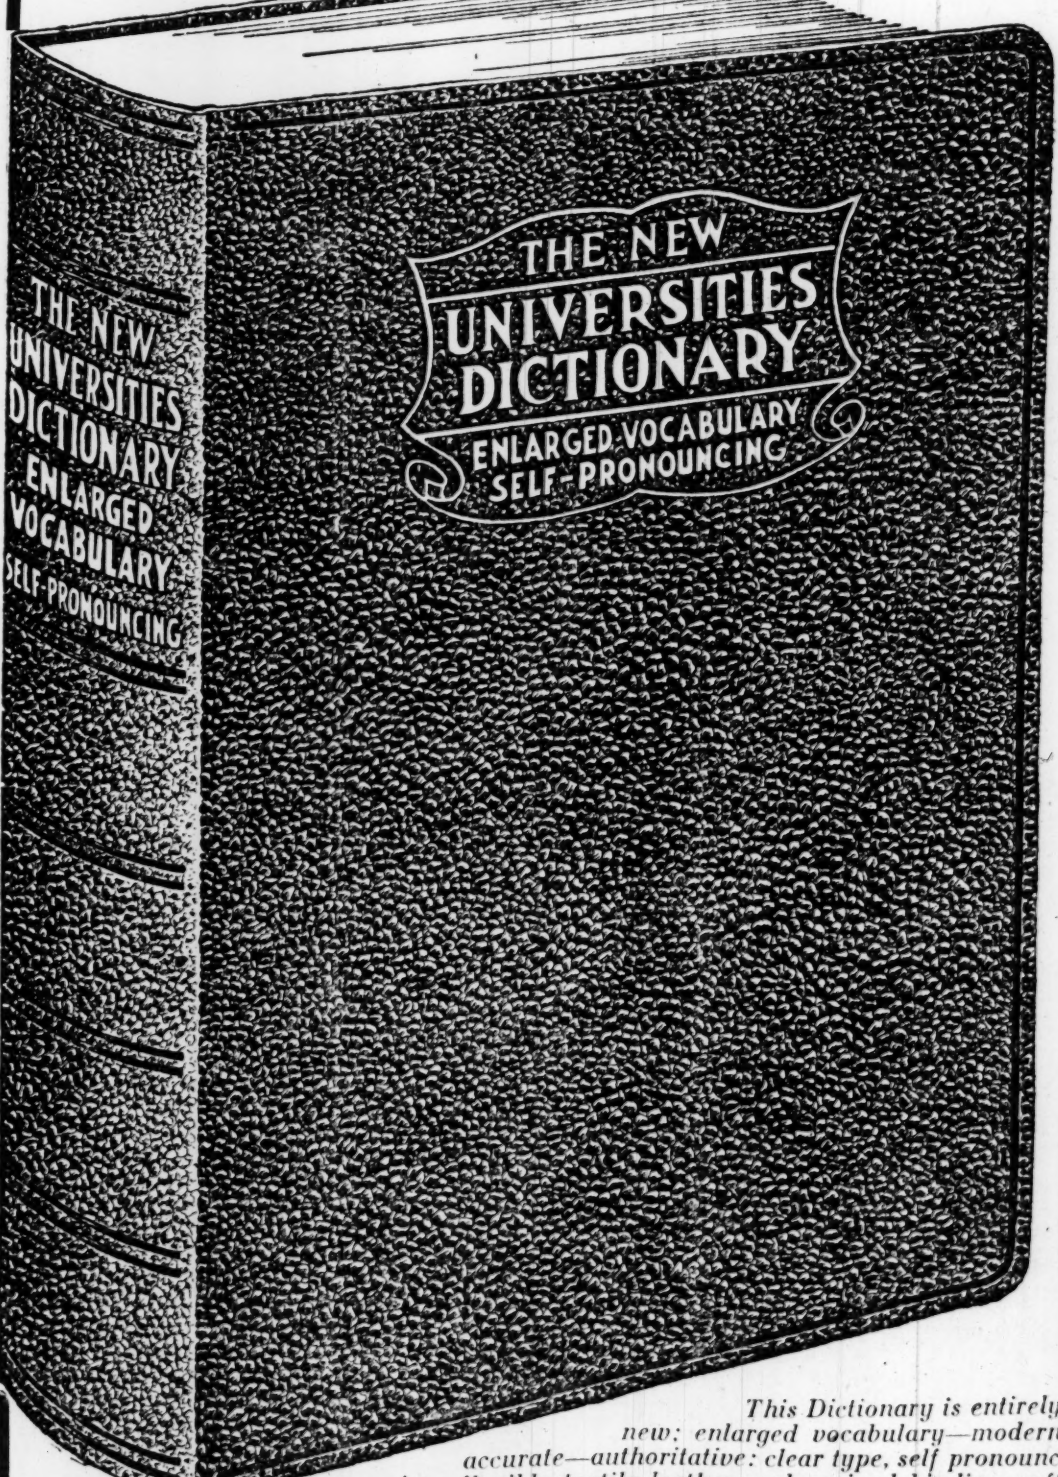 THE NEW
UNIVERSITIES
DICTIONARY
ENLARGED
VOCABULARY
SELF-PRONOUNCING
THE NEW
UNIVERSITIES
DICTIONARY
ENLARGED VOCABULARY
SELF-PRONOUNCING
This Dictionary is entirely
new; enlarged vocabulary—modern
accurate—authoritative: clear type, self pronounc